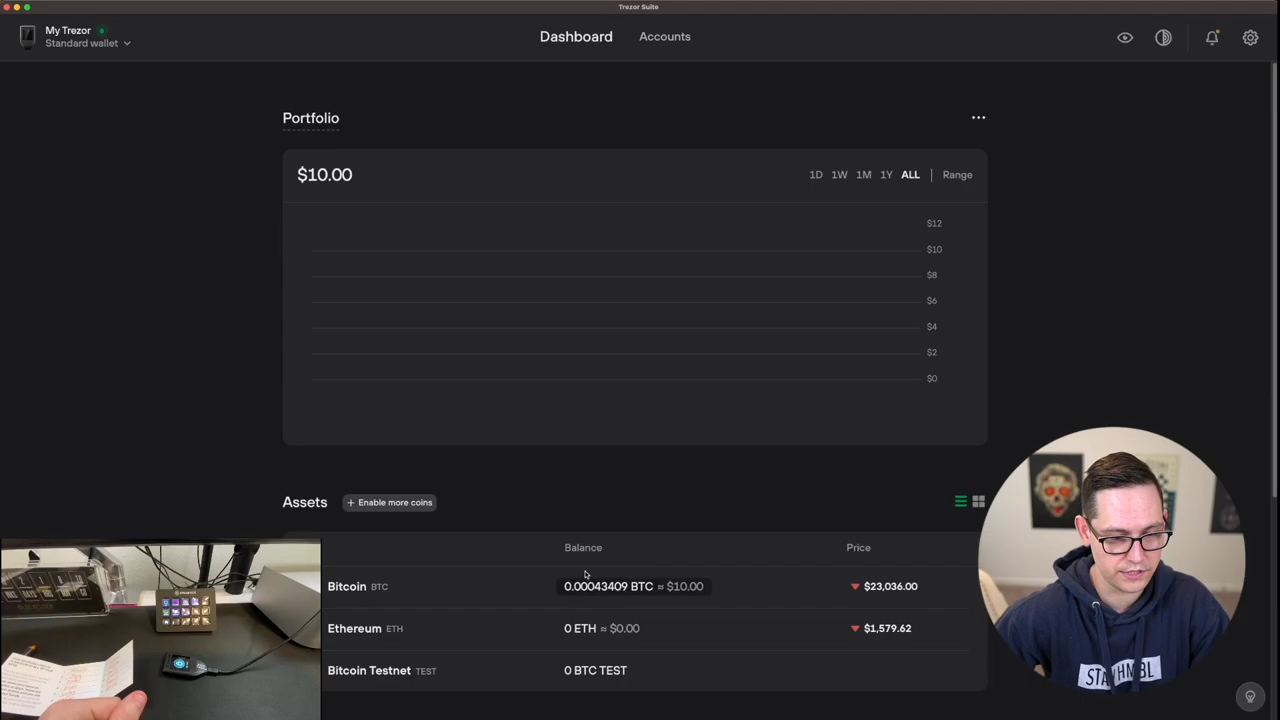 Trezor Suite
My Trezor
Standard wallet
Dashboard
Accounts
Portfolio
$10.00
1D 1W 1M 1Y ALL | Range
$12
$10
$8
$6
$4
$2
$0
Assets
+ Enable more coins
Balance
Price
Bitcoin BTC
0.00043409 BTC ≈ $10.00
$23,036.00
Ethereum ETH
0 ETH ≈ $0.00
$1,579.62
Bitcoin Testnet TEST
0 BTC TEST